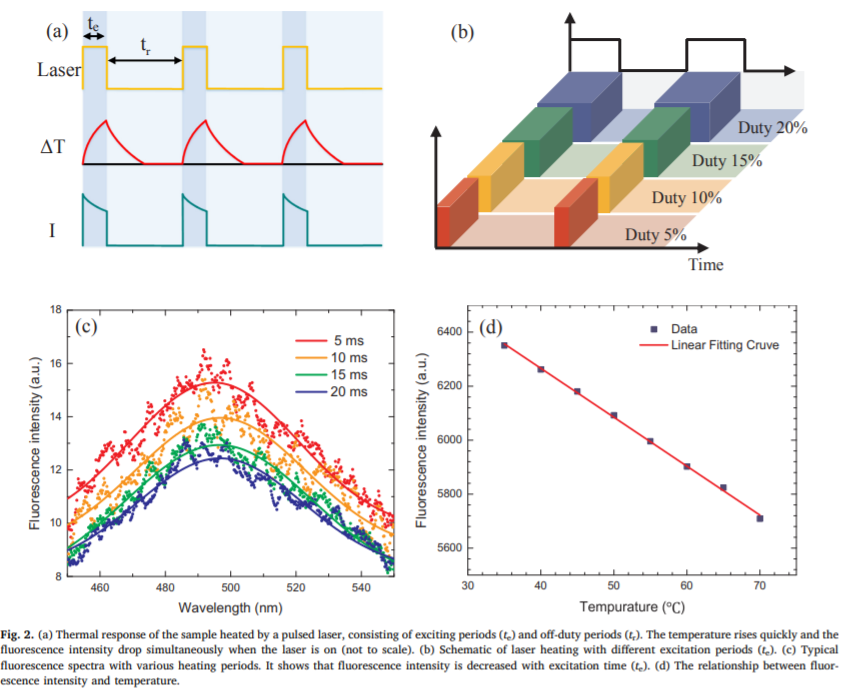 (a)
te
tr
Laser
ΔT
I
(b)
Duty 20%
Duty 15%
Duty 10%
Duty 5%
Time
(c)
18
16
14
12
10
8
Fluorescence intensity (a.u.)
5 ms
10 ms
15 ms
20 ms
460 480 500 520 540
Wavelength (nm)
(d)
6400
6200
6000
5800
5600
Fluorescence intensity (a.u.)
Data
Linear Fitting Cruve
30 40 50 60 70
Tempurature (°C)
Fig. 2. (a) Thermal response of the sample heated by a pulsed laser, consisting of exciting periods (te) and off-duty periods (tr). The temperature rises quickly and the
fluorescence intensity drop simultaneously when the laser is on (not to scale). (b) Schematic of laser heating with different excitation periods (te). (c) Typical
fluorescence spectra with various heating periods. It shows that fluorescence intensity is decreased with excitation time (te). (d) The relationship between fluor-
escence intensity and temperature.